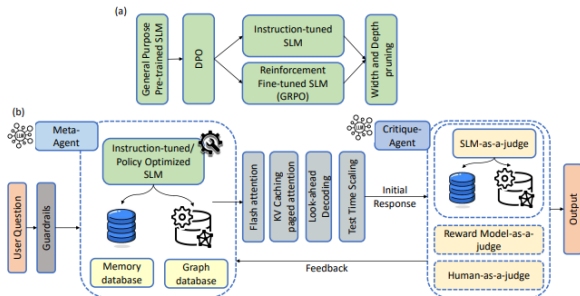 (a)
General Purpose
Pre-trained SLM
DPO
Instruction-tuned
SLM
Reinforcement
Fine-tuned SLM
(GRPO)
Width and Depth
pruning
(b)
Meta-
Agent
Instruction-tuned/
Policy Optimized
SLM
User Question
Guardrails
Memory
database
Graph
database
Flash attention
KV Caching
paged attention
Look-ahead
Decoding
Test Time Scaling
Initial
Response
Feedback
Critique-
Agent
SLM-as-a-judge
Reward Model-as-a-
judge
Human-as-a-judge
Output